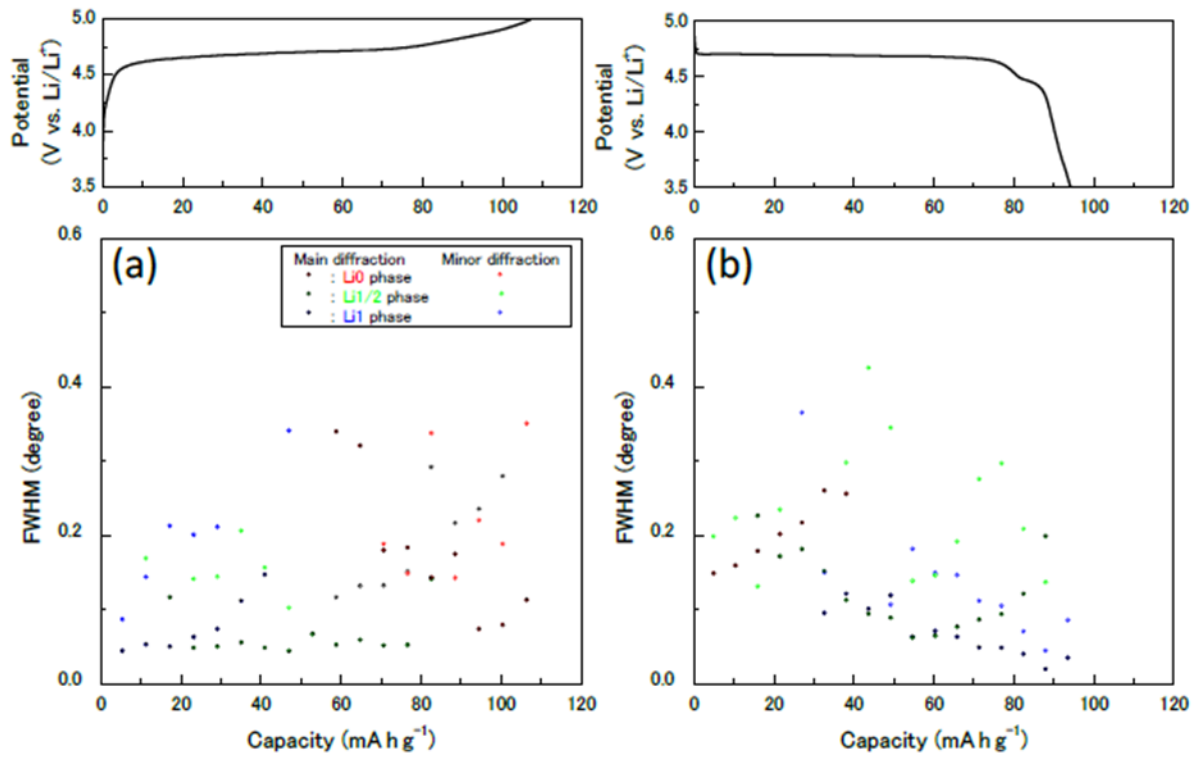 5.0
4.5
4.0
3.5
Potential
(V vs. Li/Li⁺)
0 20 40 60 80 100 120
5.0
4.5
4.0
3.5
Potential
(V vs. Li/Li⁺)
0 20 40 60 80 100 120
0.6
0.4
0.2
0.0
FWHM (degree)
(a)
Main diffraction Minor diffraction
: Li0 phase
: Li1/2 phase
: Li1 phase
0 20 40 60 80 100 120
Capacity (mA h g⁻¹)
0.6
0.4
0.2
0.0
FWHM (degree)
(b)
0 20 40 60 80 100 120
Capacity (mA h g⁻¹)